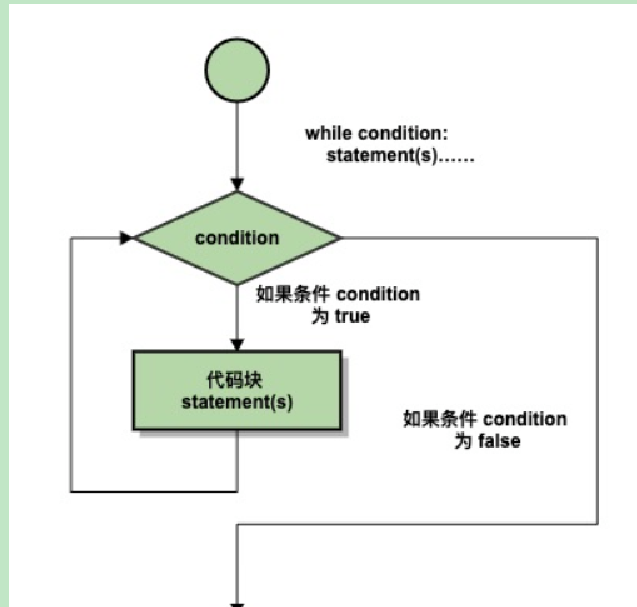 while condition:
statement(s)......
condition
如果条件 condition
为 true
代码块
statement(s)
如果条件 condition
为 false